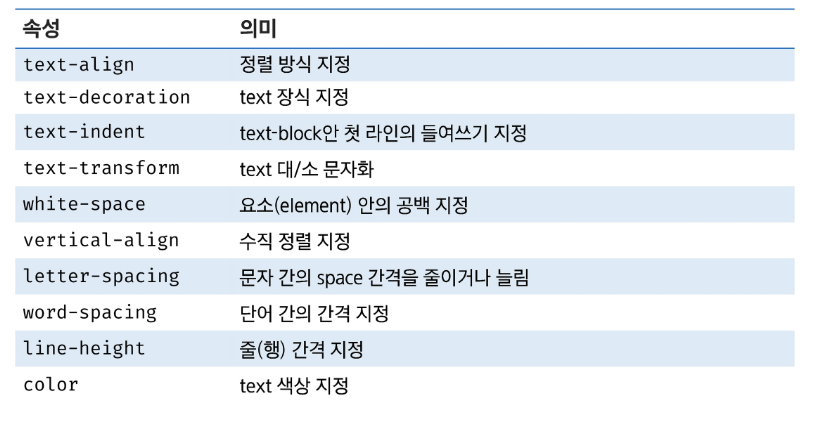 속성 의미
text-align 정렬 방식 지정
text-decoration text 장식 지정
text-indent text-block안 첫 라인의 들여쓰기 지정
text-transform text 대/소 문자화
white-space 요소(element) 안의 공백 지정
vertical-align 수직 정렬 지정
letter-spacing 문자 간의 space 간격을 줄이거나 늘림
word-spacing 단어 간의 간격 지정
line-height 줄(행) 간격 지정
color text 색상 지정